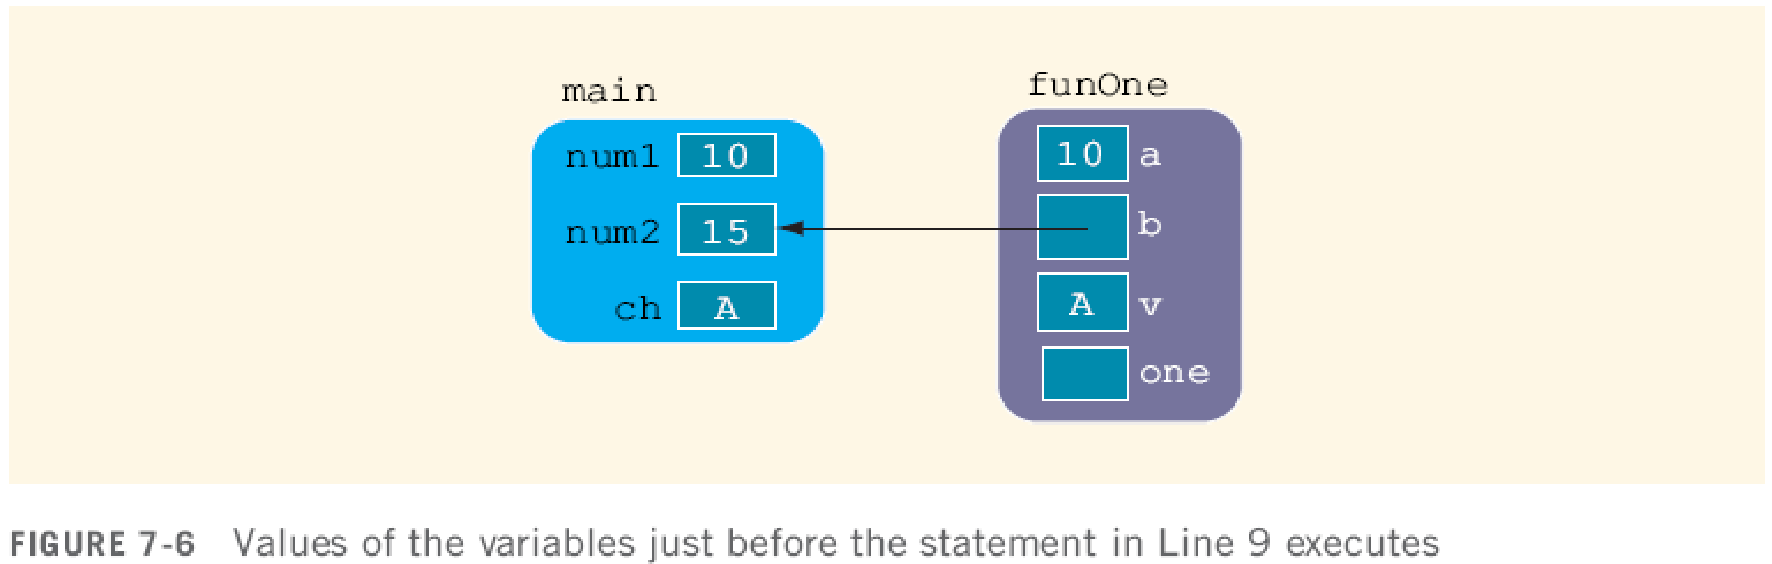 main
num1 10
num2 15
ch A
funOne
10 a
b
A v
one
FIGURE 7-6 Values of the variables just before the statement in Line 9 executes